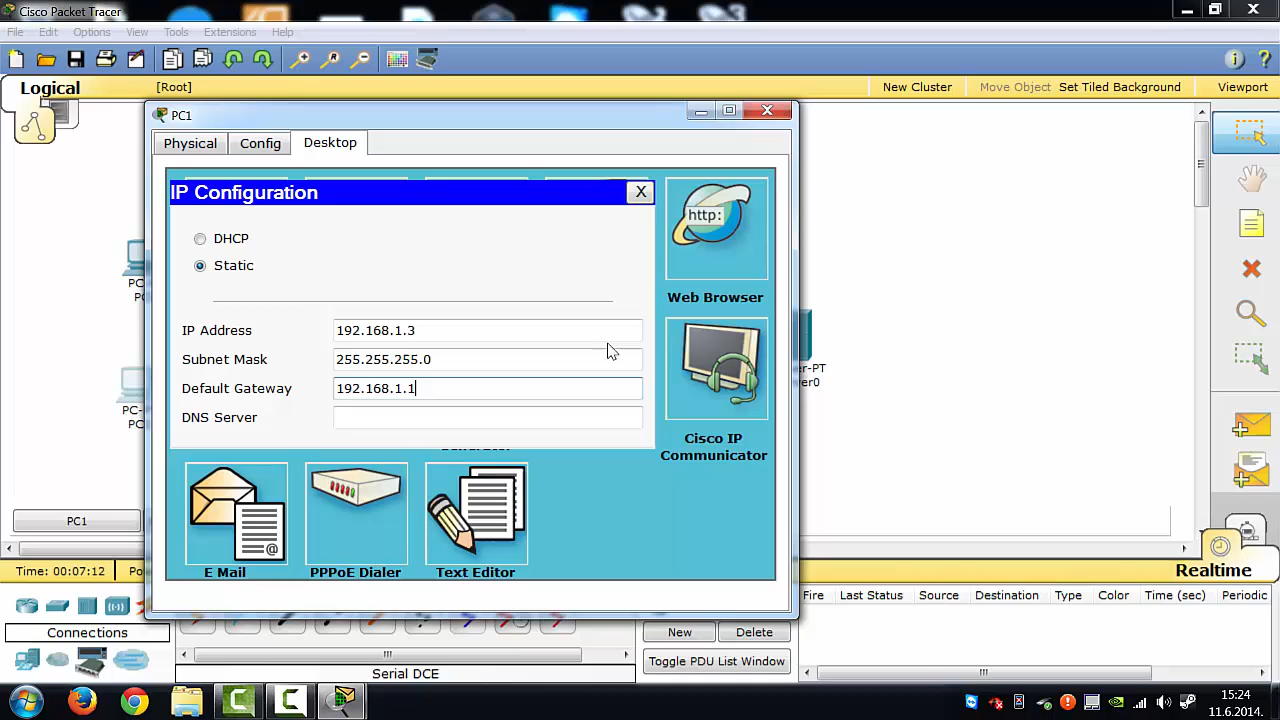 Cisco Packet Tracer
File Edit Options View Tools Extensions Help
Logical
[Root]
New Cluster
Move Object
Set Tiled Background
Viewport
PC1
Physical
Config
Desktop
IP Configuration
X
http:
DHCP
Static
Web Browser
IP Address
192.168.1.3
Subnet Mask
255.255.255.0
Default Gateway
192.168.1.1
DNS Server
Cisco IP
Communicator
@
E Mail
PPPoE Dialer
Text Editor
PC1
Time: 00:07:12
Realtime
Fire
Last Status
Source
Destination
Type
Color
Time (sec)
Periodic
Connections
New
Delete
Toggle PDU List Window
Serial DCE
15:24
11.6.2014.